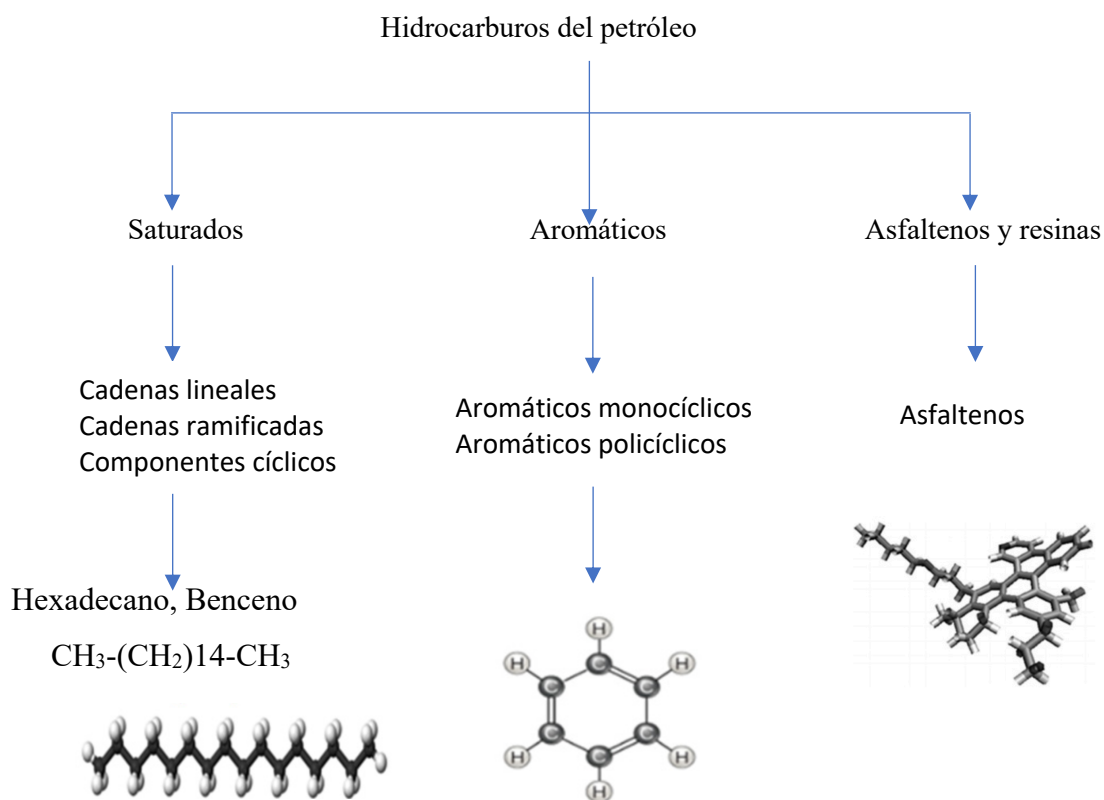 Hidrocarburos del petróleo
Saturados
Aromáticos
Asfaltenos y resinas
Cadenas lineales
Cadenas ramificadas
Componentes cíclicos
Aromáticos monocíclicos
Aromáticos policíclicos
Asfaltenos
Hexadecano, Benceno
CH₃-(CH₂)14-CH₃
H
H
H
C
C
C
C
C
C
H
H
H